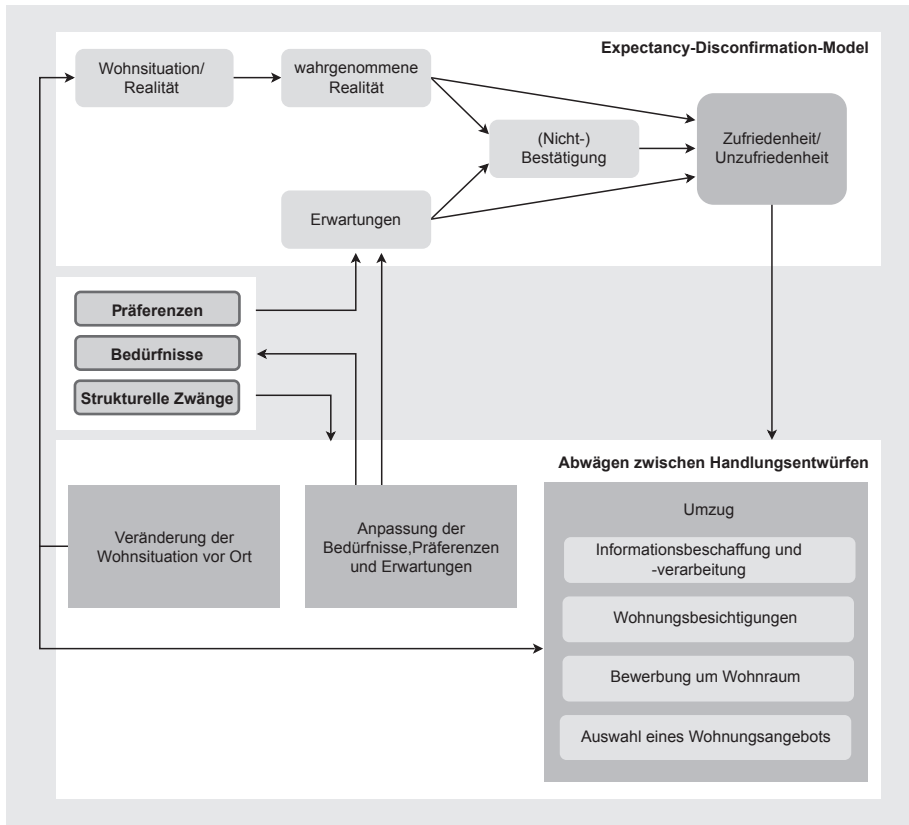 Expectancy-Disconfirmation-Model
Wohnsituation/
Realität
wahrgenommene
Realität
(Nicht-)
Bestätigung
Zufriedenheit/
Unzufriedenheit
Erwartungen
Präferenzen
Bedürfnisse
Strukturelle Zwänge
Abwägen zwischen Handlungsentwürfen
Veränderung der
Wohnsituation vor Ort
Anpassung der
Bedürfnisse,Präferenzen
und Erwartungen
Umzug
Informationsbeschaffung und
-verarbeitung
Wohnungsbesichtigungen
Bewerbung um Wohnraum
Auswahl eines Wohnungsangebots